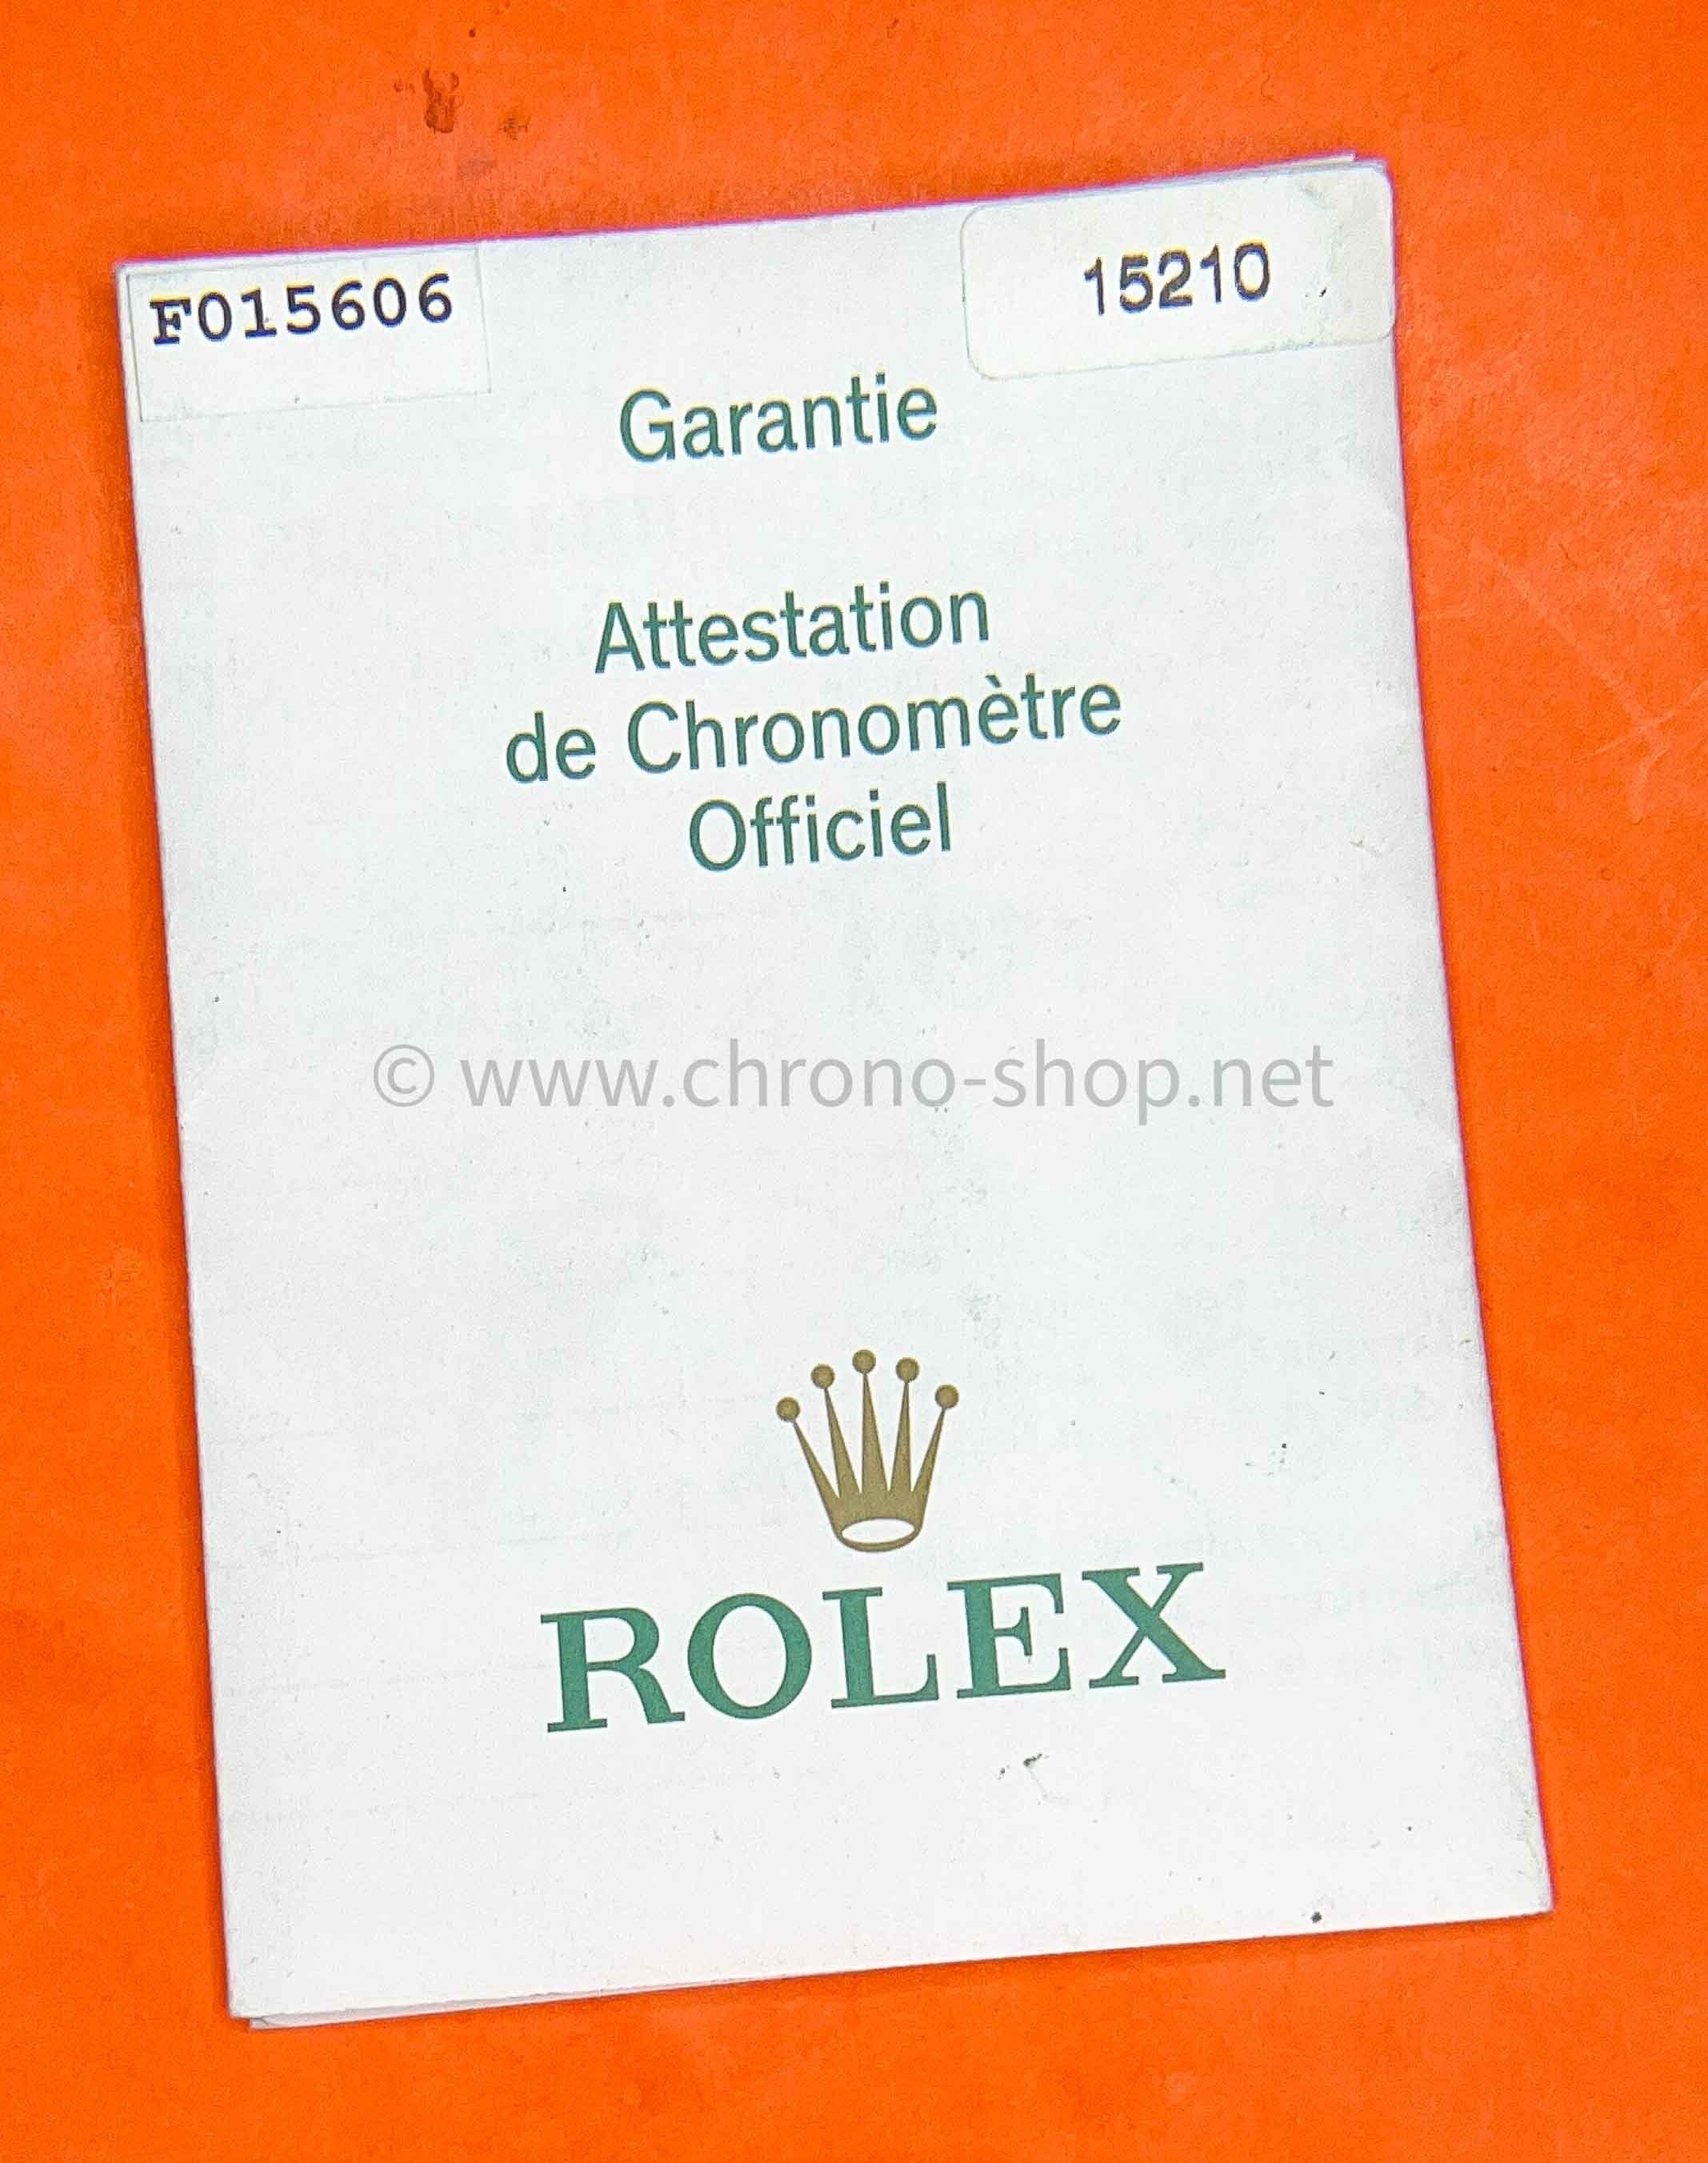 F015606
15210
Garantie
Attestation
de Chronomètre
Officiel
© www.chrono-shop.net
ROLEX